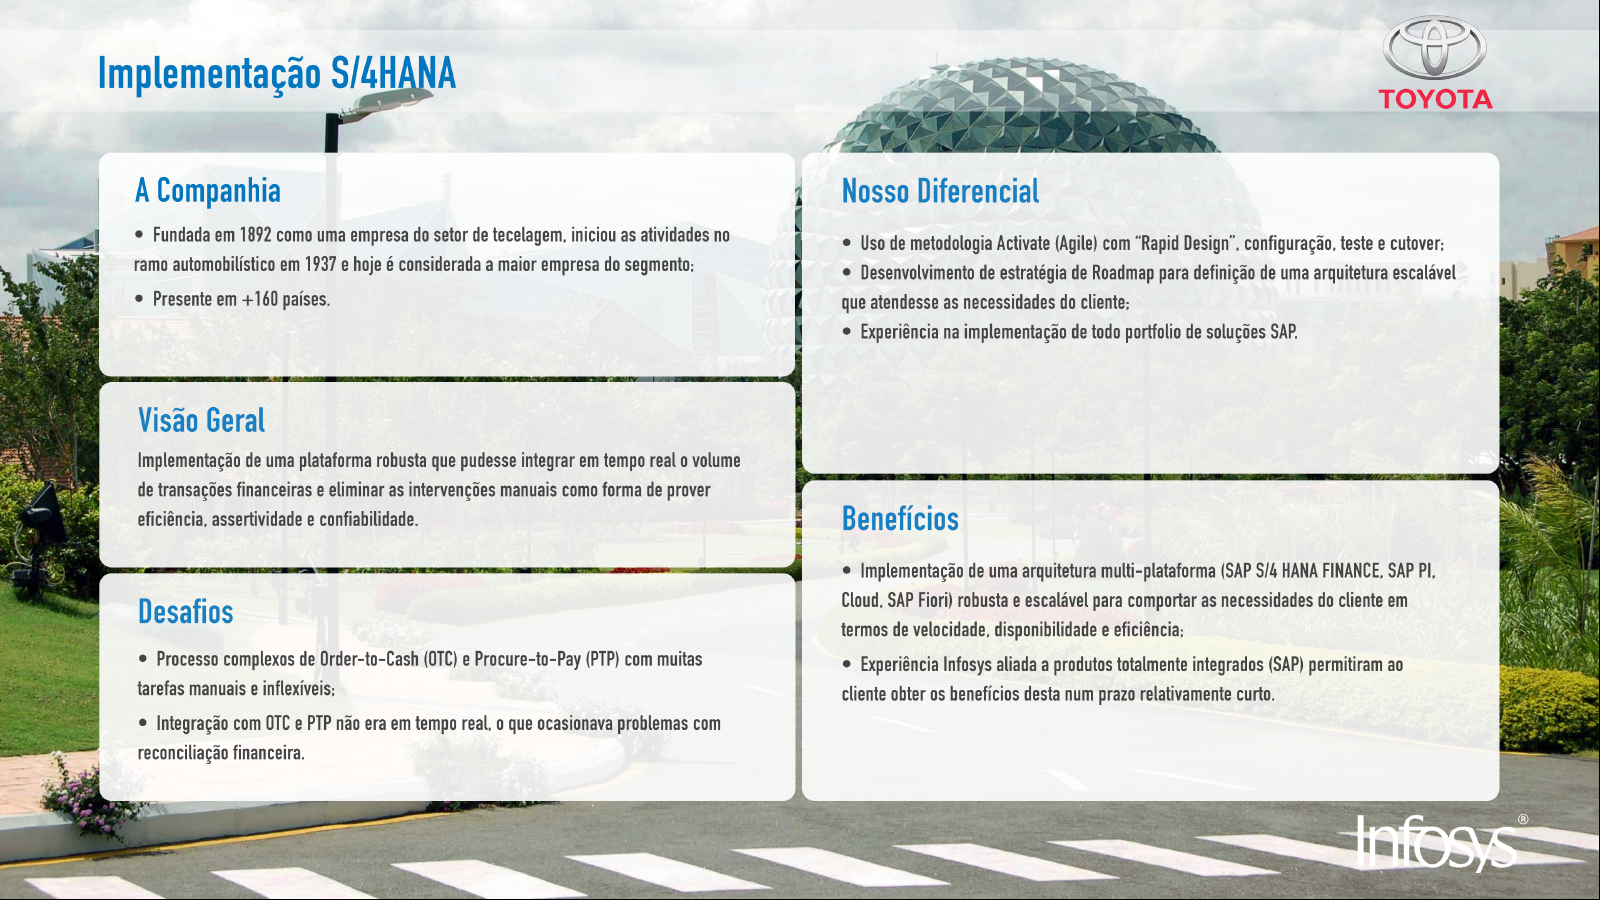 Implementação S/4HANA
TOYOTA
A Companhia
• Fundada em 1892 como uma empresa do setor de tecelagem, iniciou as atividades no
ramo automobilístico em 1937 e hoje é considerada a maior empresa do segmento;
• Presente em +160 países.
Visão Geral
Implementação de uma plataforma robusta que pudesse integrar em tempo real o volume
de transações financeiras e eliminar as intervenções manuais como forma de prover
eficiência, assertividade e confiabilidade.
Desafios
• Processo complexos de Order-to-Cash (OTC) e Procure-to-Pay (PTP) com muitas
tarefas manuais e inflexíveis;
• Integração com OTC e PTP não era em tempo real, o que ocasionava problemas com
reconciliação financeira.
Nosso Diferencial
• Uso de metodologia Activate (Agile) com “Rapid Design”, configuração, teste e cutover;
• Desenvolvimento de estratégia de Roadmap para definição de uma arquitetura escalável
que atendesse as necessidades do cliente;
• Experiência na implementação de todo portfolio de soluções SAP.
Benefícios
• Implementação de uma arquitetura multi-plataforma (SAP S/4 HANA FINANCE, SAP PI,
Cloud, SAP Fiori) robusta e escalável para comportar as necessidades do cliente em
termos de velocidade, disponibilidade e eficiência;
• Experiência Infosys aliada a produtos totalmente integrados (SAP) permitiram ao
cliente obter os benefícios desta num prazo relativamente curto.
Infosys®